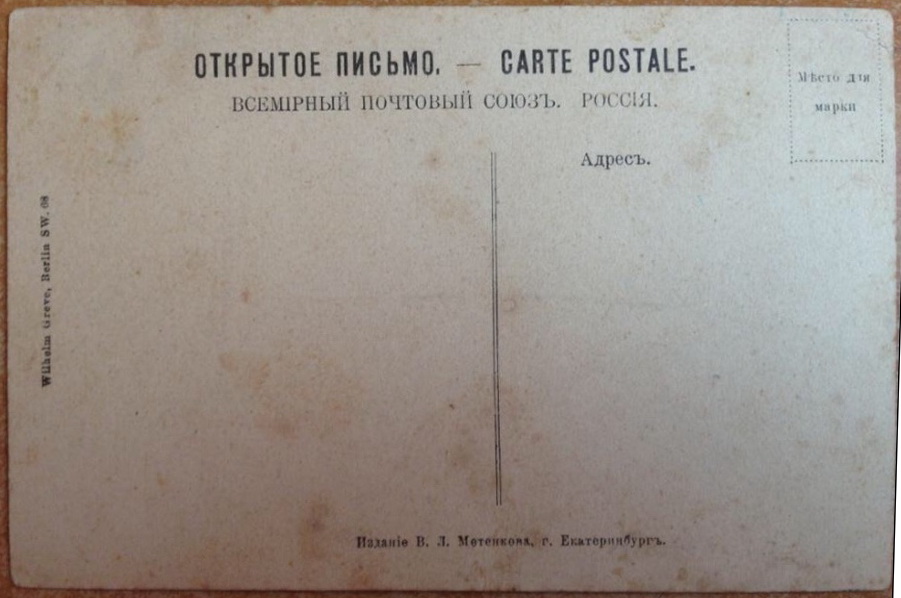 ОТКРЫТОЕ ПИСЬМО. — CARTE POSTALE.
ВСЕМІРНЫЙ ПОЧТОВЫЙ СОЮЗЪ. РОССІЯ.
Мѣсто для
марки
Адресъ.
Wilhelm Greve, Berlin SW. 68
Изданіе В. Л. Метенкова, г. Екатеринбургъ.